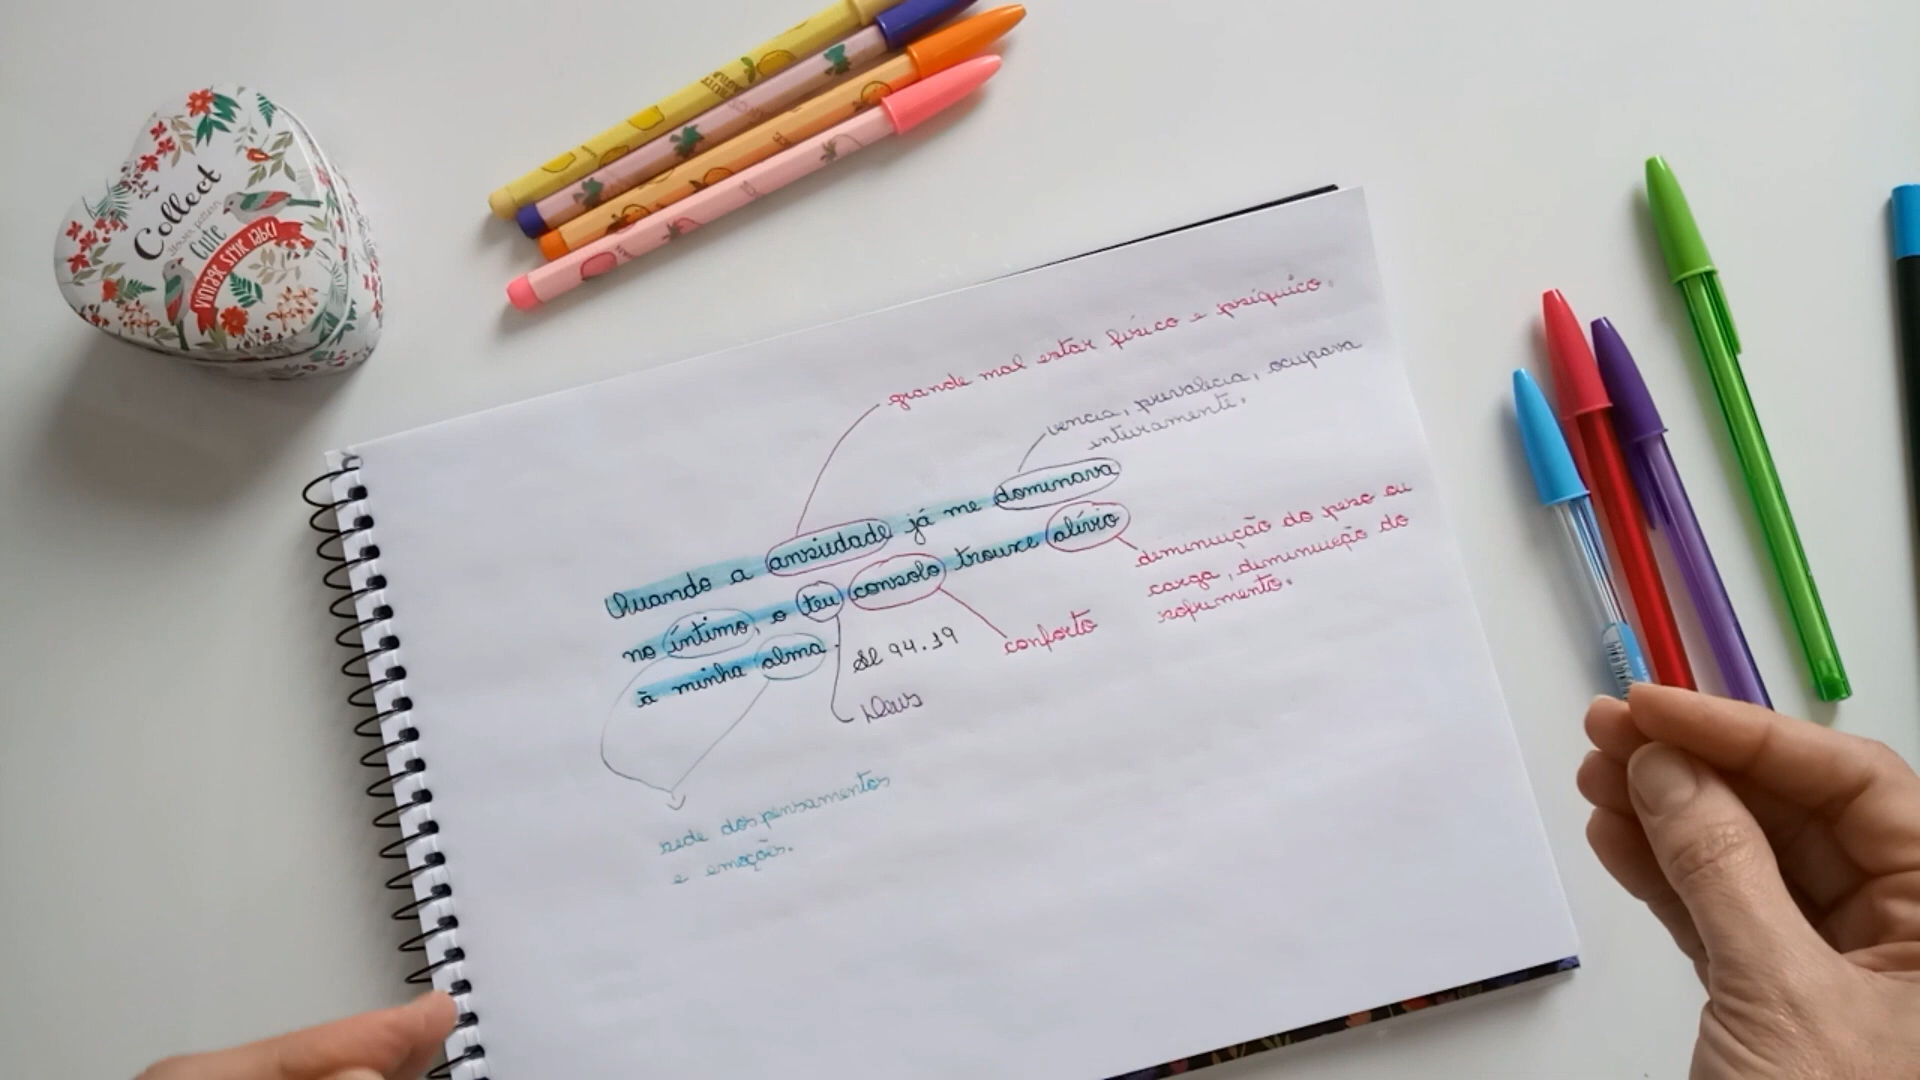 Collect
Cute
VINTAGE STYLE LABEL
grande mal estar físico e psíquico.
vencia, prevalecia, ocupava
inteiramente.
Quando a ansiedade já me dominava
no íntimo, o teu consolo trouxe alívio
à minha alma. Sl 94.19
diminuição do peso ou
carga, diminuição do
sofrimento.
conforto
Deus
sede dos pensamentos
e emoções.